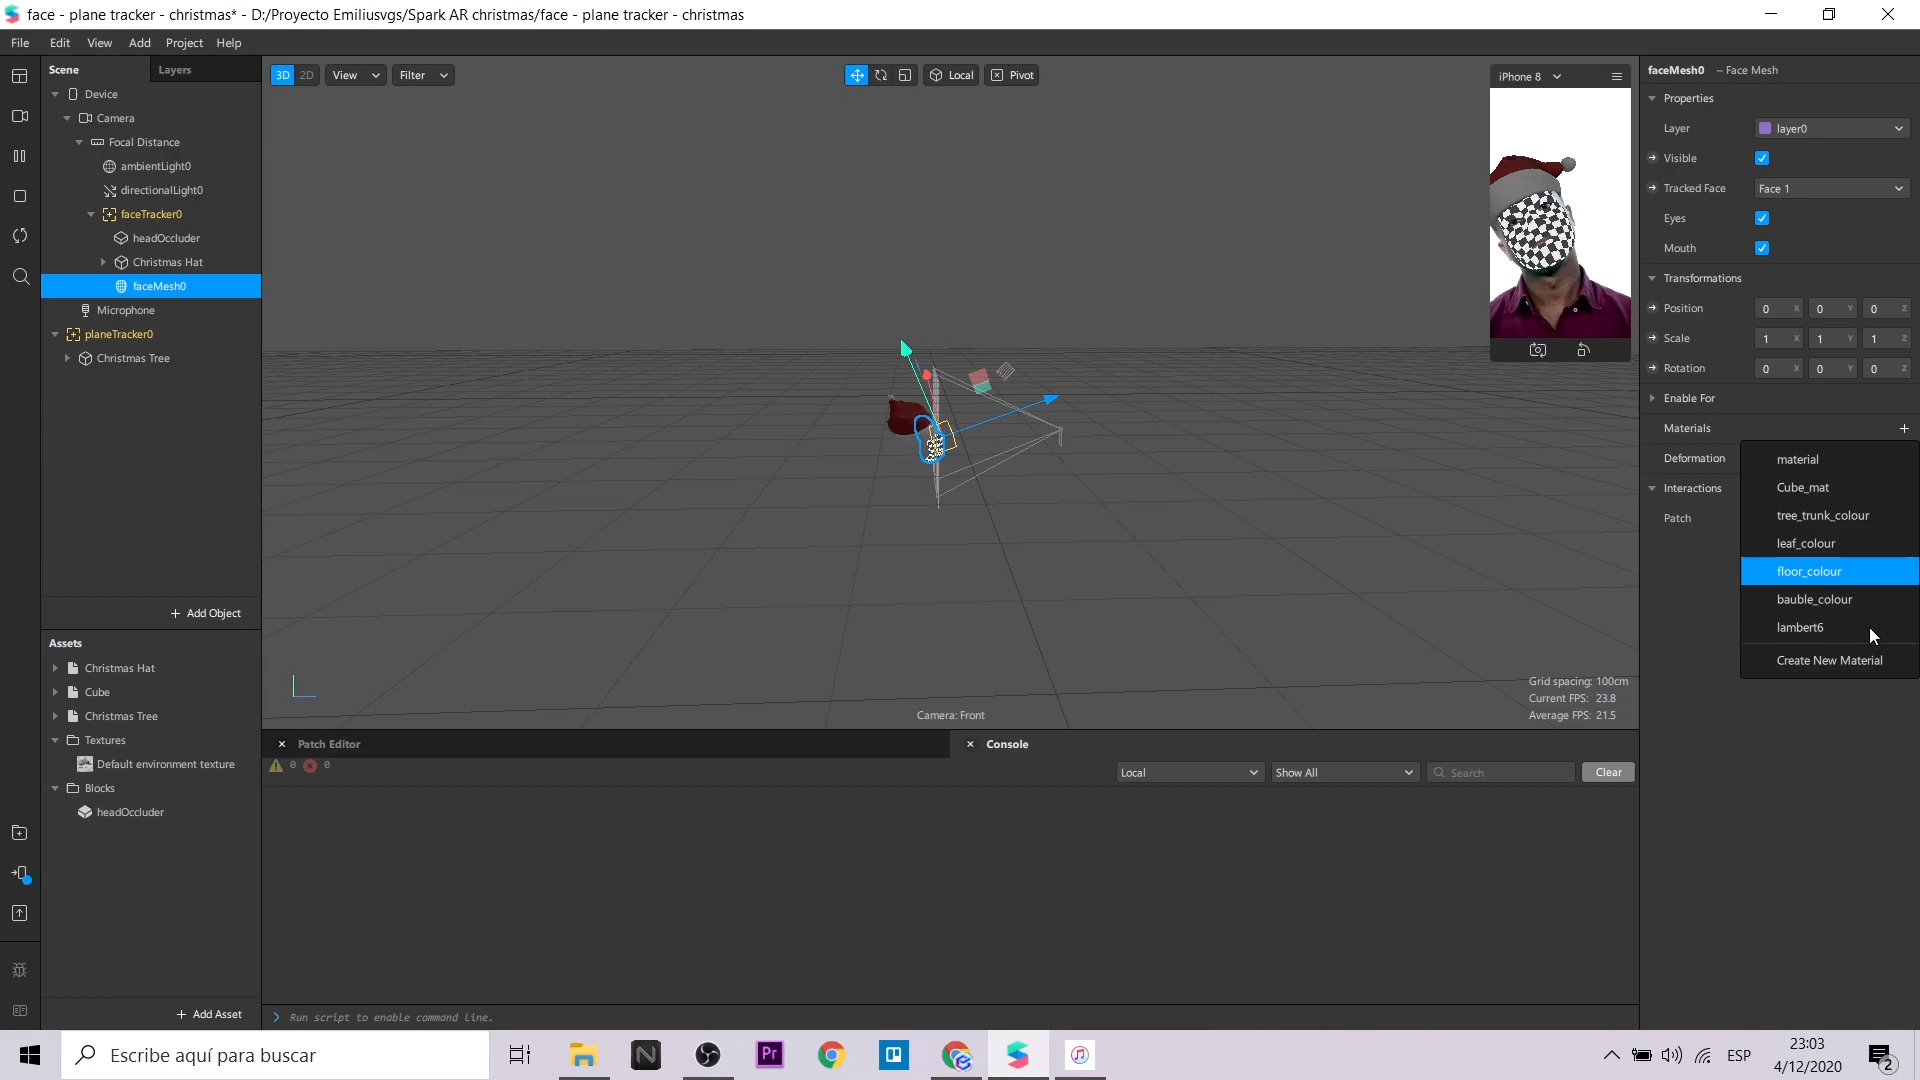 face - plane tracker - christmas* - D:/Proyecto Emiliusvgs/Spark AR christmas/face - plane tracker - christmas
File Edit View Add Project Help
Scene Layers
Device
Camera
Focal Distance
ambientLight0
directionalLight0
faceTracker0
headOccluder
Christmas Hat
faceMesh0
Microphone
planeTracker0
Christmas Tree
+ Add Object
Assets
Christmas Hat
Cube
Christmas Tree
Textures
Default environment texture
Blocks
headOccluder
+ Add Asset
3D 2D View Filter
Local Pivot
iPhone 8
Grid spacing: 100cm
Current FPS: 23.8
Average FPS: 21.5
Camera: Front
Patch Editor
Console
0 0
Local Show All Search Clear
Run script to enable command line.
faceMesh0 – Face Mesh
Properties
Layer layer0
Visible
Tracked Face Face 1
Eyes
Mouth
Transformations
Position 0 X 0 Y 0 Z
Scale 1 X 1 Y 1 Z
Rotation 0 X 0 Y 0 Z
Enable For
Materials +
Deformation
Interactions
Patch
material
Cube_mat
tree_trunk_colour
leaf_colour
floor_colour
bauble_colour
lambert6
Create New Material
Escribe aquí para buscar
N
Pr
ESP
23:03
4/12/2020
2